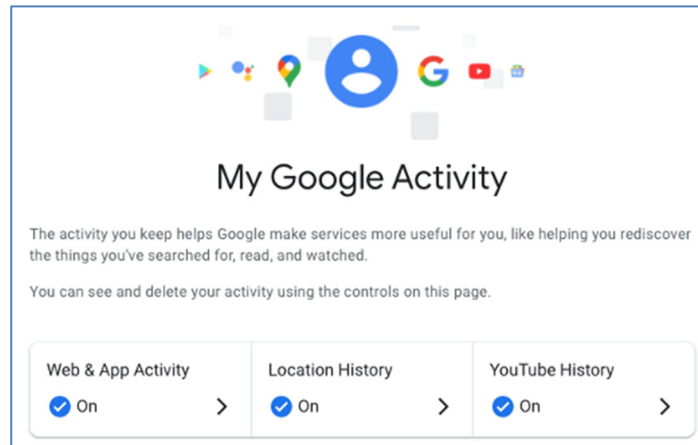 My Google Activity
The activity you keep helps Google make services more useful for you, like helping you rediscover
the things you've searched for, read, and watched.
You can see and delete your activity using the controls on this page.
Web & App Activity
On
Location History
On
YouTube History
On